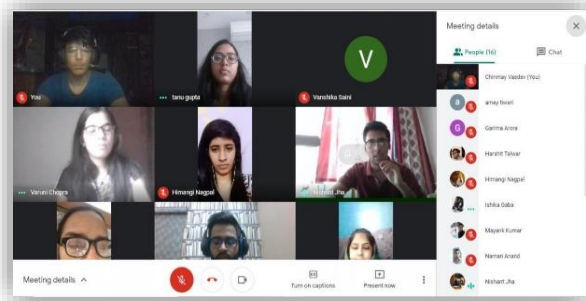 Meeting details
People (16)
Chat
V
You
tanu gupta
Vanshika Saini
Varuni Chopra
Himangi Nagpal
Nishant Jha
Chinmay Vasdev (You)
a
G
Garima Arora
Harshit Talwar
Himangi Nagpal
Ishika Gaba
Mayank Kumar
Naman Anand
Nishant Jha
Meeting details
Turn on captions
Present now